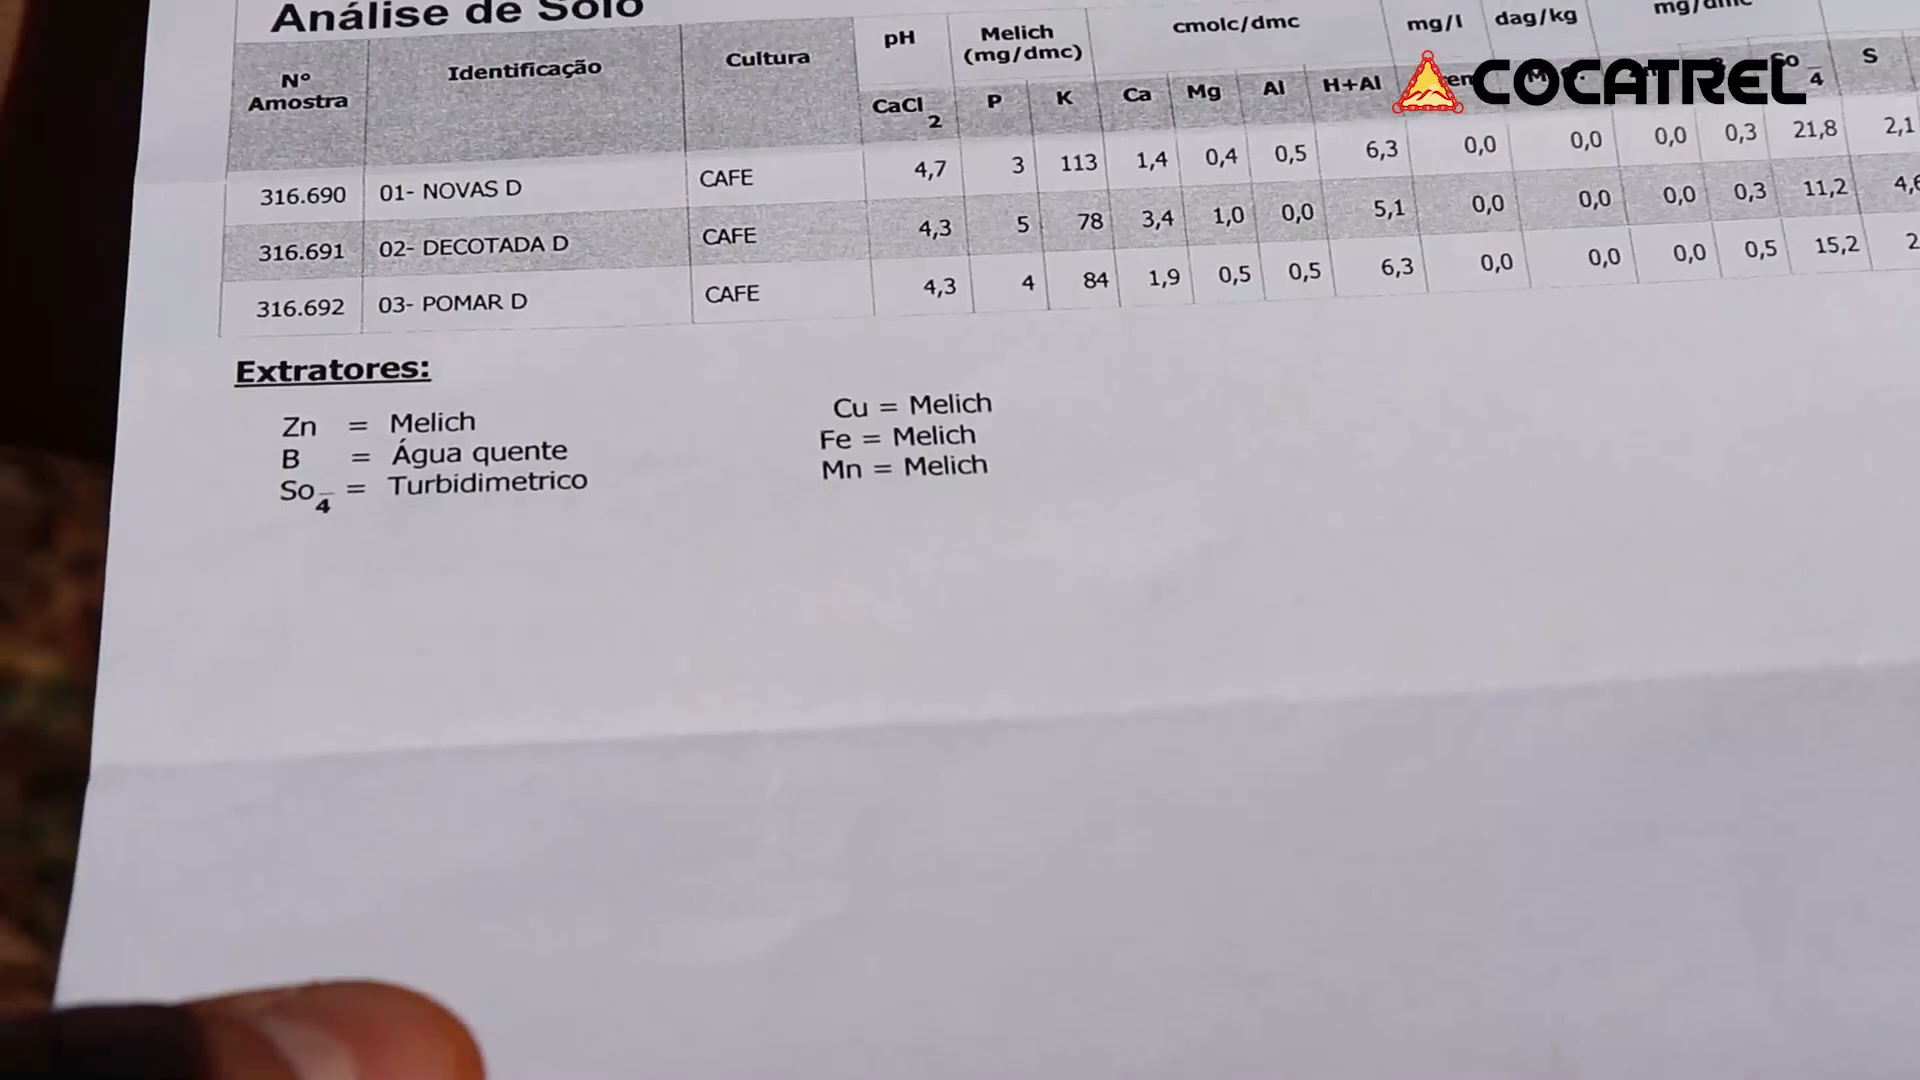 Análise de Solo
Nº Amostra Identificação Cultura pH Melich (mg/dmc) cmolc/dmc mg/l dag/kg mg/dmc
CaCl2 P K Ca Mg Al H+Al So4 S
COCATREL
316.690 01- NOVAS D CAFE 4,7 3 113 1,4 0,4 0,5 6,3 0,0 0,0 0,0 0,3 21,8 2,1
316.691 02- DECOTADA D CAFE 4,3 5 78 3,4 1,0 0,0 5,1 0,0 0,0 0,0 0,3 11,2
316.692 03- POMAR D CAFE 4,3 4 84 1,9 0,5 0,5 6,3 0,0 0,0 0,0 0,5 15,2
Extratores:
Zn = Melich Cu = Melich
B = Água quente Fe = Melich
So4 = Turbidimetrico Mn = Melich